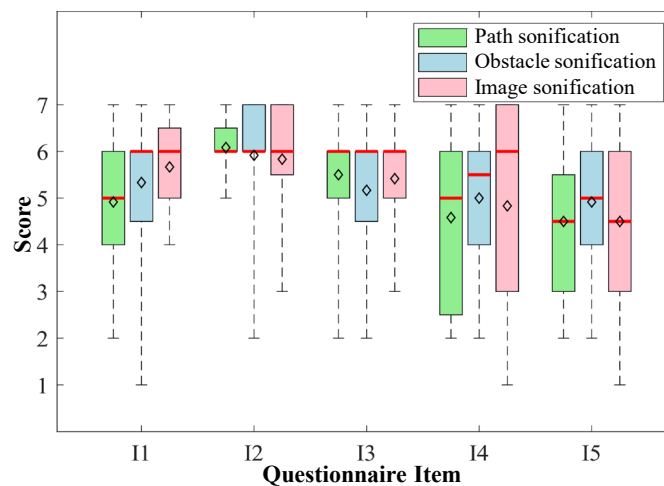 Path sonification
Obstacle sonification
Image sonification
7
6
5
4
3
2
1
Score
I1 I2 I3 I4 I5
Questionnaire Item